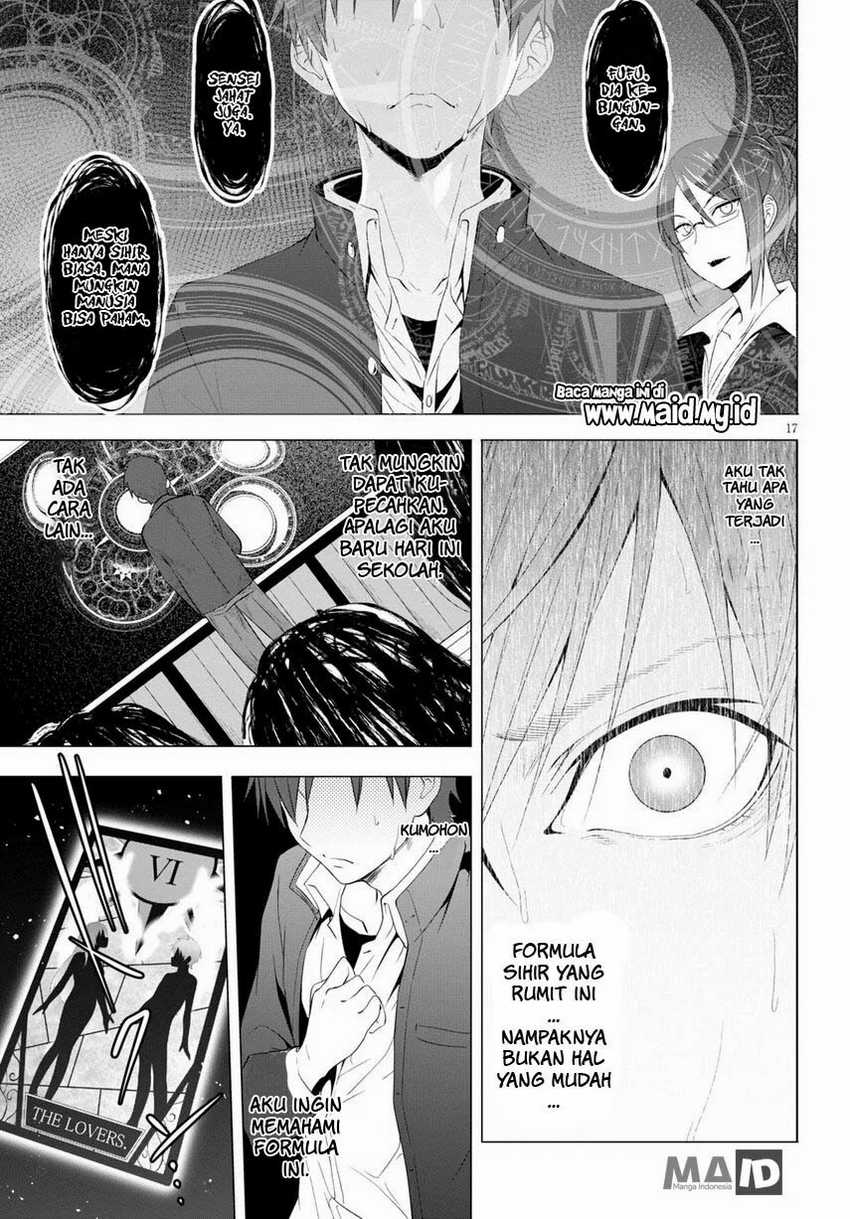 FUFU.
DIA KE-
BINGUN-
GAN.
SENSEI
JAHAT
JUGA.
YA.
MESKI
HANYA SIHIR
BIASA. MANA
MUNGKIN
MANUSIA
BISA PAHAM.
Baca Manga ini di
www.Maid.My.id
17
AKU TAK
TAHU APA
YANG
TERJADI
...
FORMULA
SIHIR YANG
RUMIT INI
...
NAMPAKNYA
BUKAN HAL
YANG MUDAH
...
TAK MUNGKIN
DAPAT KU-
PECAHKAN.
APALAGI AKU
BARU HARI INI
SEKOLAH.
TAK
ADA
CARA
LAIN...
KUMOHON
...
AKU INGIN
MEMAHAMI
FORMULA
INI.
VI
THE LOVERS.
MAID
Manga Indonesia